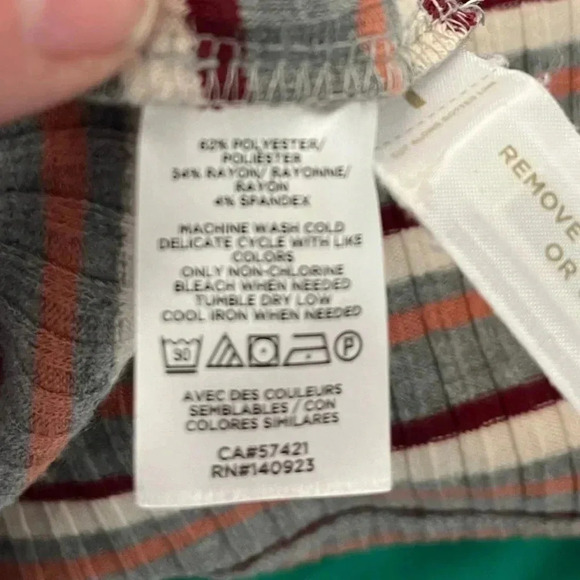 62% POLYESTER/
POLIESTER
34% RAYON/ RAYONNE/
RAYON
4% SPANDEX
MACHINE WASH COLD
DELICATE CYCLE WITH LIKE
COLORS
ONLY NON-CHLORINE
BLEACH WHEN NEEDED
TUMBLE DRY LOW
COOL IRON WHEN NEEDED
30
P
AVEC DES COULEURS
SEMBLABLES / CON
COLORES SIMILARES
CA#57421
RN#140923
REMOVE
OR